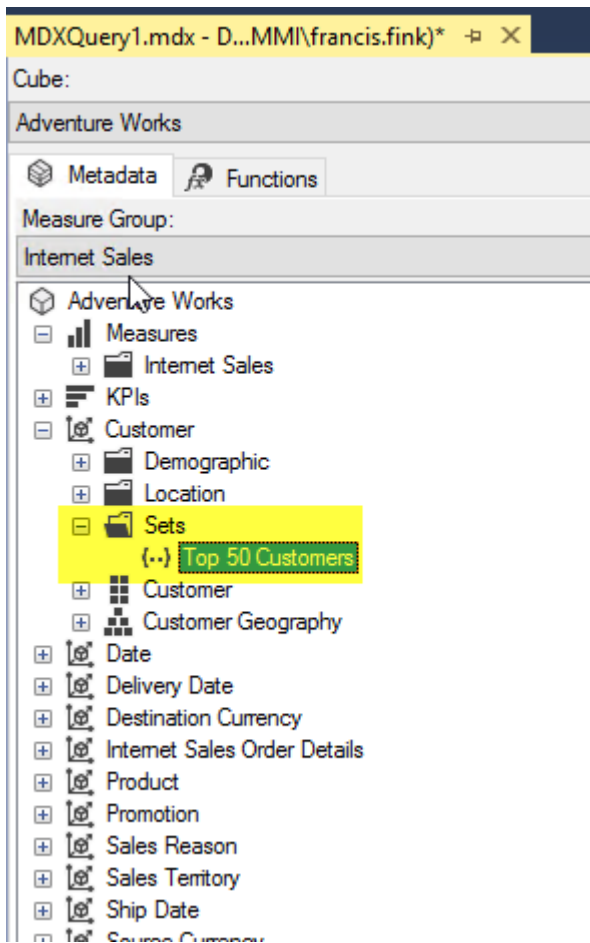 MDXQuery1.mdx - D...MMI\francis.fink)*
Cube:
Adventure Works
Metadata Functions
Measure Group:
Internet Sales
Adventure Works
Measures
Internet Sales
KPIs
Customer
Demographic
Location
Sets
{..} Top 50 Customers
Customer
Customer Geography
Date
Delivery Date
Destination Currency
Internet Sales Order Details
Product
Promotion
Sales Reason
Sales Territory
Ship Date
Source Currency